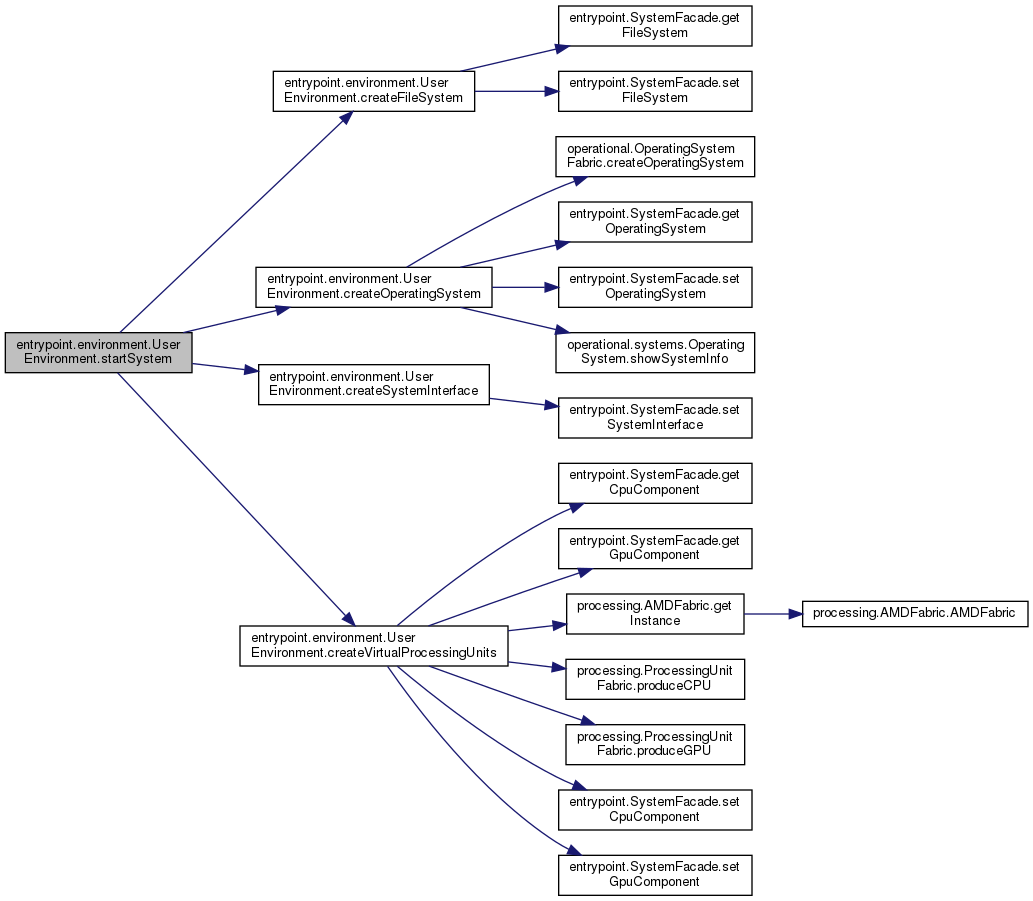 entrypoint.SystemFacade.get
FileSystem
entrypoint.environment.User
Environment.createFileSystem
entrypoint.SystemFacade.set
FileSystem
operational.OperatingSystem
Fabric.createOperatingSystem
entrypoint.SystemFacade.get
OperatingSystem
entrypoint.environment.User
Environment.createOperatingSystem
entrypoint.SystemFacade.set
OperatingSystem
entrypoint.environment.User
Environment.startSystem
operational.systems.Operating
System.showSystemInfo
entrypoint.environment.User
Environment.createSystemInterface
entrypoint.SystemFacade.set
SystemInterface
entrypoint.SystemFacade.get
CpuComponent
entrypoint.SystemFacade.get
GpuComponent
processing.AMDFabric.get
Instance
processing.AMDFabric.AMDFabric
entrypoint.environment.User
Environment.createVirtualProcessingUnits
processing.ProcessingUnit
Fabric.produceCPU
processing.ProcessingUnit
Fabric.produceGPU
entrypoint.SystemFacade.set
CpuComponent
entrypoint.SystemFacade.set
GpuComponent